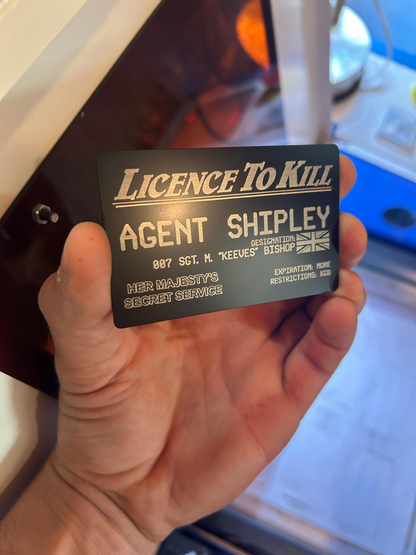 LICENCE TO KILL
AGENT SHIPLEY
DESIGNATION:
007 SGT. M. "KEEVES" BISHOP
HER MAJESTY'S
SECRET SERVICE
EXPIRATION: NONE
RESTRICTIONS: KGB